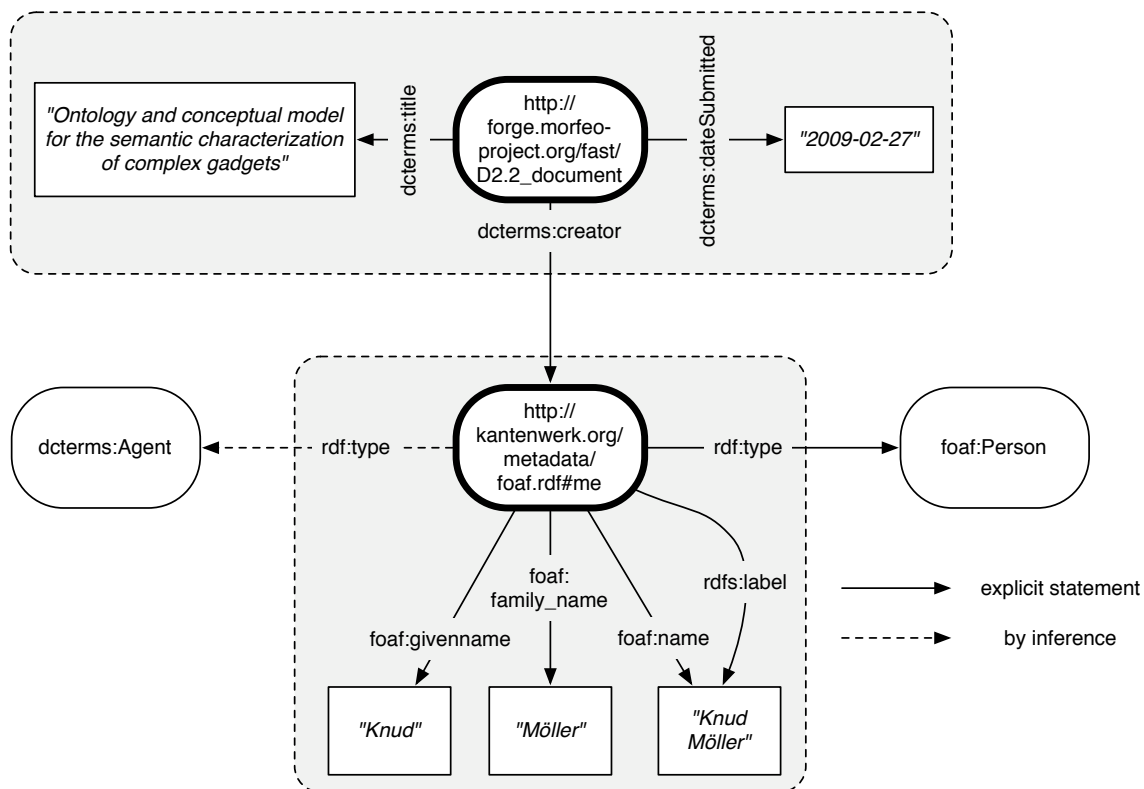 "Ontology and conceptual model
for the semantic characterization
of complex gadgets"
dcterms:title
http://
forge.morfeo-
project.org/fast/
D2.2_document
dcterms:dateSubmitted
"2009-02-27"
dcterms:creator
dcterms:Agent
rdf:type
http://
kantenwerk.org/
metadata/
foaf.rdf#me
rdf:type
foaf:Person
foaf:givenname
foaf:
family_name
foaf:name
rdfs:label
explicit statement
by inference
"Knud"
"Möller"
"Knud
Möller"